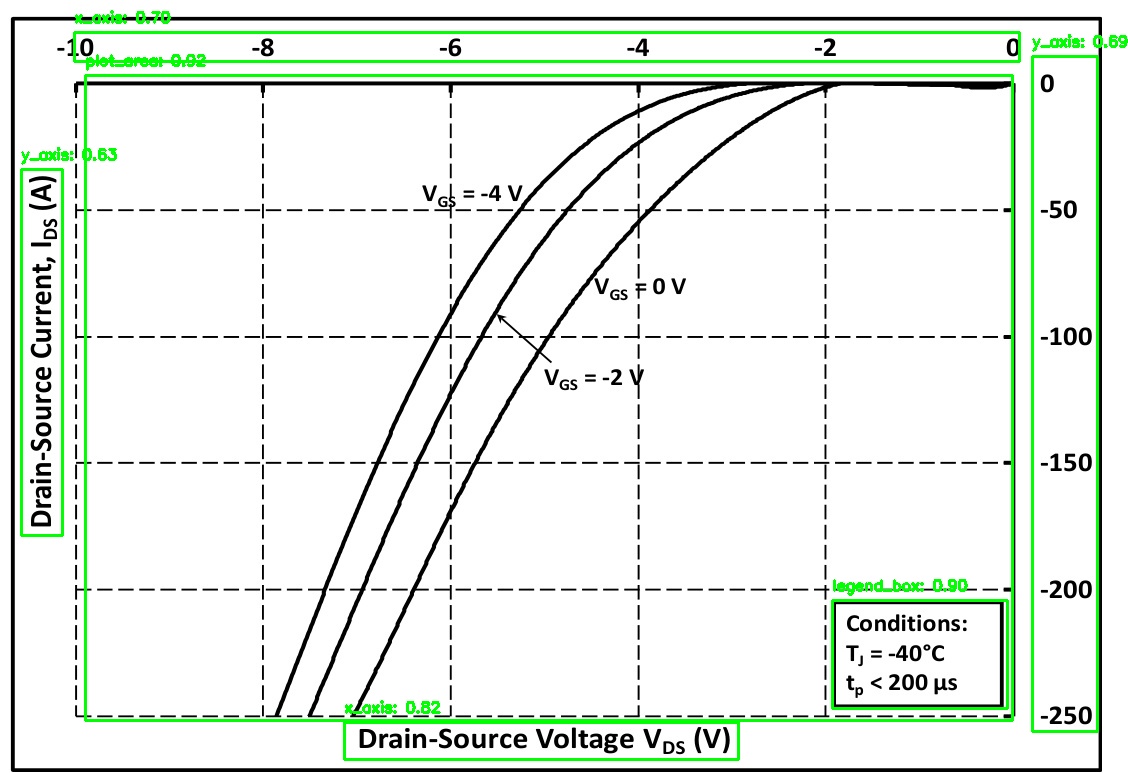 x_axis: 0.70
-10 -8 -6 -4 -2 0
y_axis: 0.69
plot_area: 0.92
0
y_axis: 0.63
Drain-Source Current, IDS (A)
VGS = -4 V
-50
VGS = 0 V
-100
VGS = -2 V
-150
legend_box: 0.90
-200
Conditions:
TJ = -40°C
tp < 200 µs
x_axis: 0.82
-250
Drain-Source Voltage VDS (V)